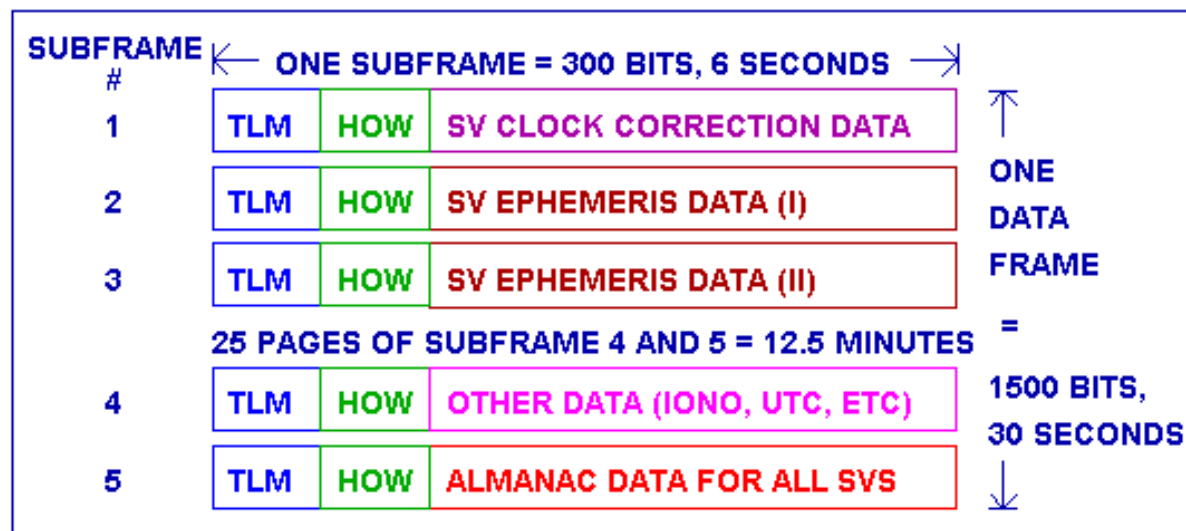 SUBFRAME
#
ONE SUBFRAME = 300 BITS, 6 SECONDS
1 TLM HOW SV CLOCK CORRECTION DATA
2 TLM HOW SV EPHEMERIS DATA (I)
3 TLM HOW SV EPHEMERIS DATA (II)
25 PAGES OF SUBFRAME 4 AND 5 = 12.5 MINUTES
4 TLM HOW OTHER DATA (IONO, UTC, ETC)
5 TLM HOW ALMANAC DATA FOR ALL SVS
ONE
DATA
FRAME
=
1500 BITS,
30 SECONDS